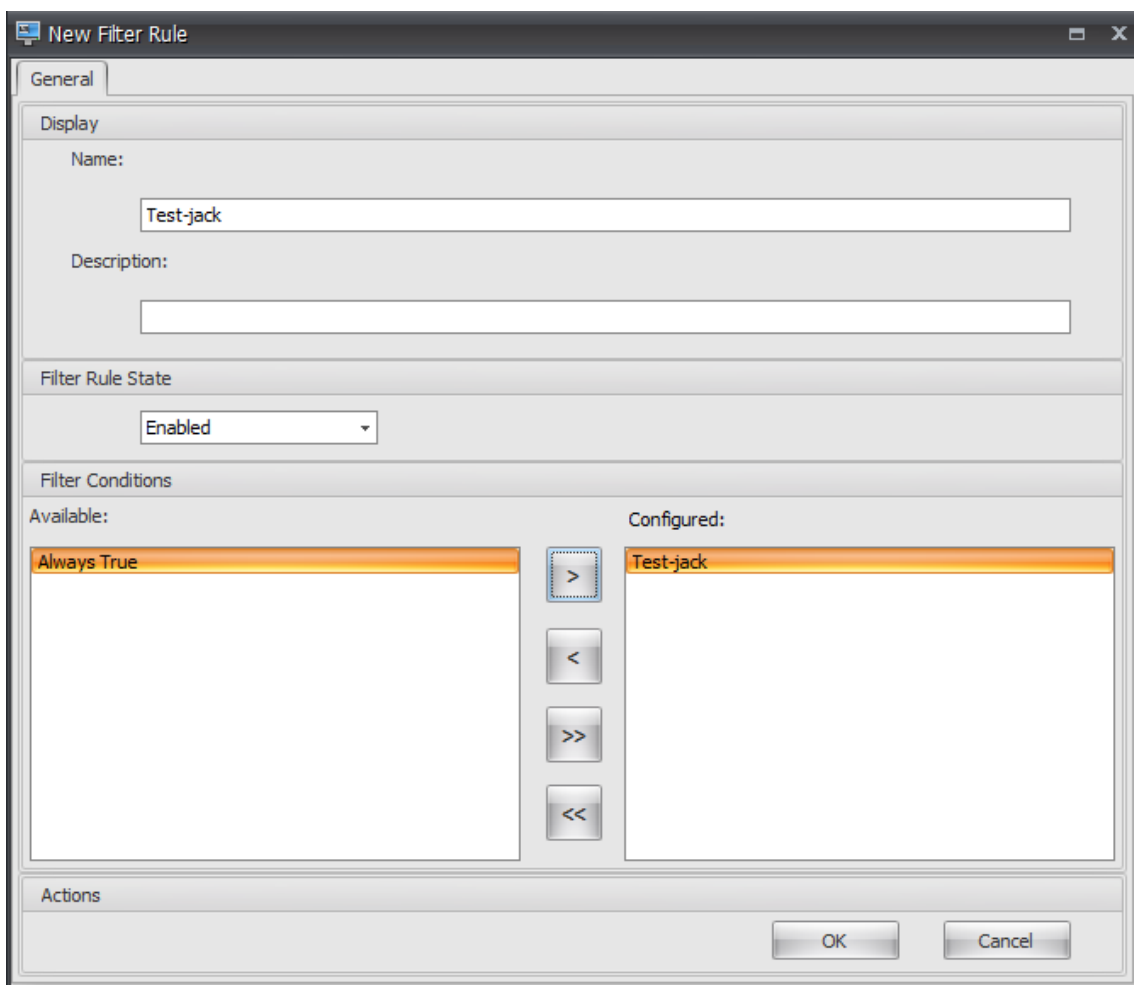 New Filter Rule
General
Display
Name:
Test-jack
Description:
Filter Rule State
Enabled
Filter Conditions
Available:
Configured:
Always True
>
Test-jack
<
>>
<<
Actions
OK
Cancel